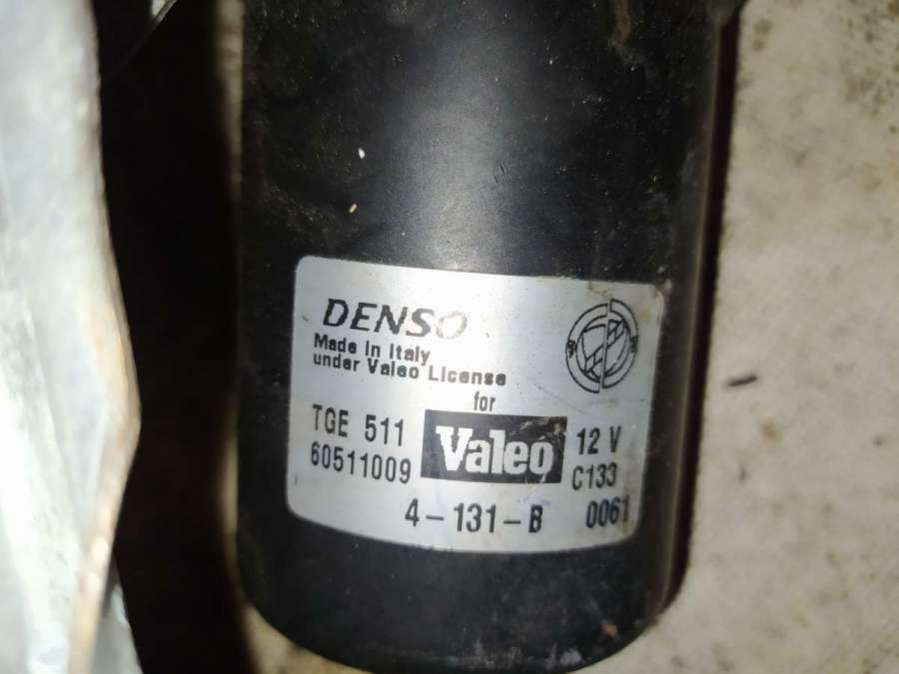 DENSO
Made in Italy
under Valeo License
for
TGE 511 Valeo 12 V
60511009 C133
4-131-B 0061